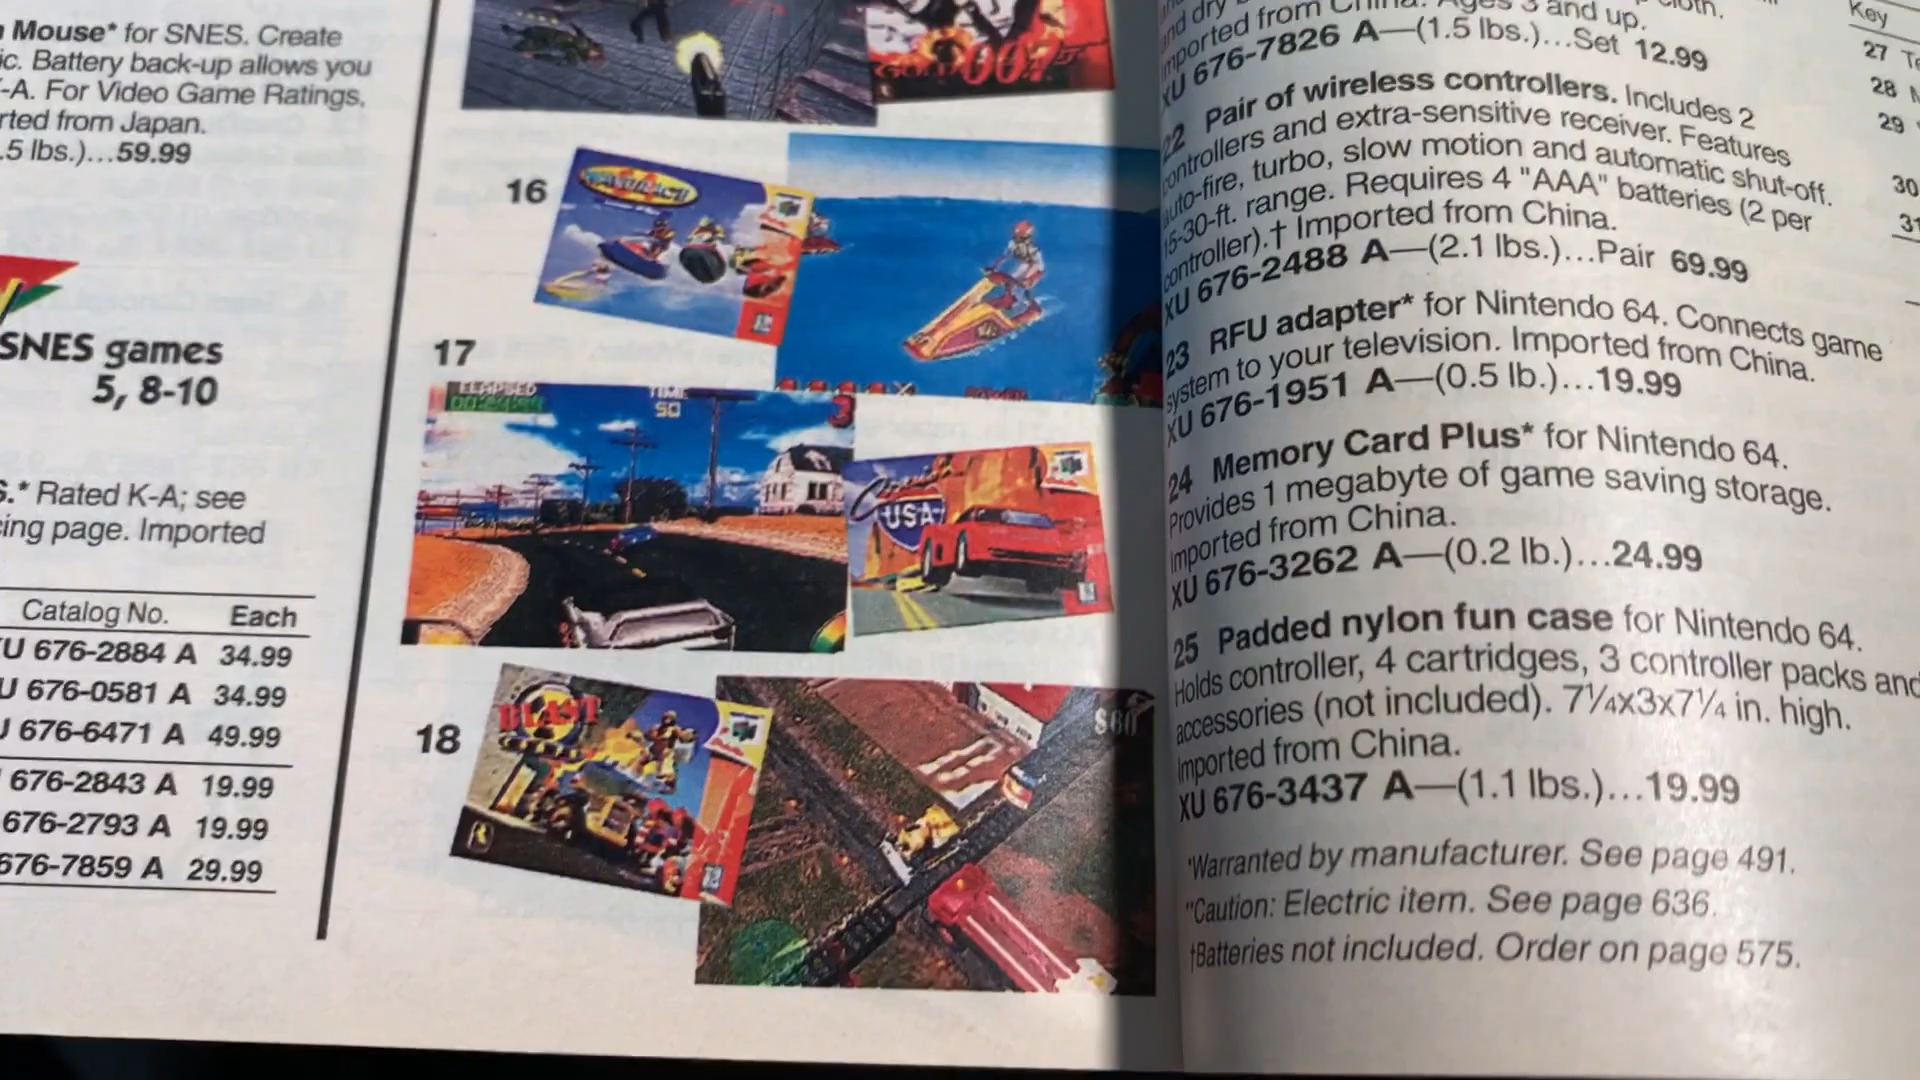 Mouse* for SNES. Create
ic. Battery back-up allows you
-A. For Video Game Ratings,
rted from Japan.
.5 lbs.)...59.99
SNES games
5, 8-10
S.* Rated K-A; see
ing page. Imported
Catalog No. Each
U 676-2884 A 34.99
U 676-0581 A 34.99
676-6471 A 49.99
676-2843 A 19.99
676-2793 A 19.99
676-7859 A 29.99
007
16
17
ELAPSED
TIME
50
3
Cruis'n
USA
18
BLAST
$60
and dry
imported from China. Ages 3 and up.
XU 676-7826 A—(1.5 lbs.)...Set 12.99
22 Pair of wireless controllers. Includes 2
controllers and extra-sensitive receiver. Features
auto-fire, turbo, slow motion and automatic shut-off.
15-30-ft. range. Requires 4 "AAA" batteries (2 per
controller).† Imported from China.
XU 676-2488 A—(2.1 lbs.)...Pair 69.99
23 RFU adapter* for Nintendo 64. Connects game
system to your television. Imported from China.
XU 676-1951 A—(0.5 lb.)...19.99
24 Memory Card Plus* for Nintendo 64.
Provides 1 megabyte of game saving storage.
Imported from China.
XU 676-3262 A—(0.2 lb.)...24.99
25 Padded nylon fun case for Nintendo 64.
Holds controller, 4 cartridges, 3 controller packs and
accessories (not included). 7¼x3x7¼ in. high.
Imported from China.
XU 676-3437 A—(1.1 lbs.)...19.99
*Warranted by manufacturer. See page 491.
**Caution: Electric item. See page 636.
†Batteries not included. Order on page 575.
Key
27
28
29
30
31